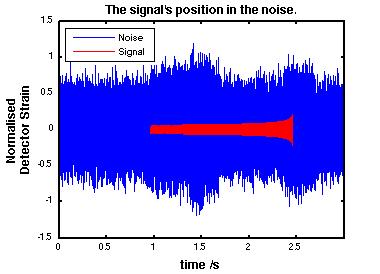 The signal's position in the noise.
Noise
Signal
1.5
1
0.5
0
-0.5
-1
-1.5
Normalised
Detector Strain
0 0.5 1 1.5 2 2.5
time /s